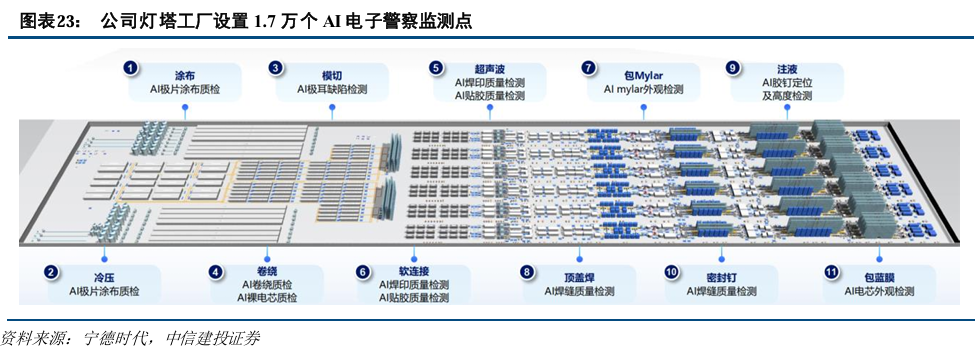 图表23： 公司灯塔工厂设置 1.7 万个 AI 电子警察监测点
1
涂布
AI极片涂布质检
3
模切
AI极耳缺陷检测
5
超声波
AI焊印质量检测
AI贴胶质量检测
7
包Mylar
AI mylar外观检测
9
注液
AI胶钉定位
及高度检测
2
冷压
AI极片涂布质检
4
卷绕
AI卷绕质检
AI裸电芯质检
6
软连接
AI焊印质量检测
AI贴胶质量检测
8
顶盖焊
AI焊缝质量检测
10
密封钉
AI焊缝质量检测
11
包蓝膜
AI电芯外观检测
资料来源：宁德时代，中信建投证券